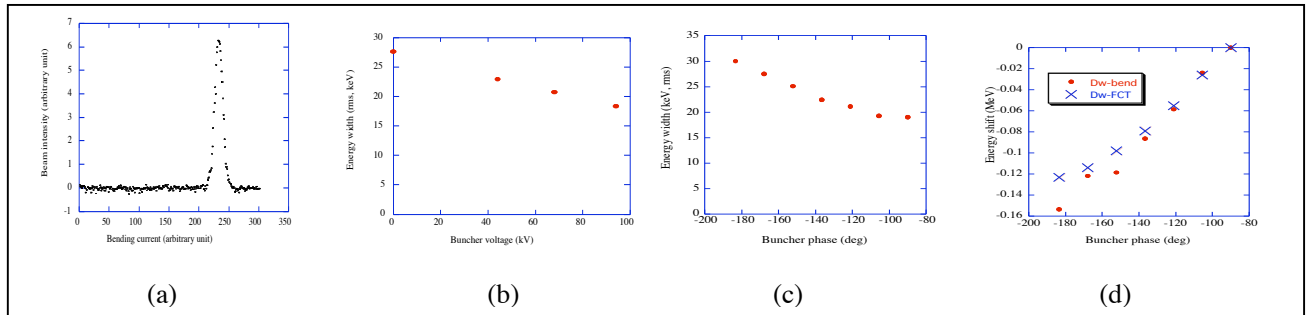 7
6
5
4
3
2
1
0
-1
0 50 100 150 200 250 300 350
Beam intensity (arbitrary unit)
Bending current (arbitrary unit)
(a)
30
25
20
15
10
5
0
0 20 40 60 80 100
Energy width (rms, keV)
Buncher voltage (kV)
(b)
35
30
25
20
15
10
5
0
-200 -180 -160 -140 -120 -100 -80
Energy width (keV, rms)
Buncher phase (deg)
(c)
0
-0.02
-0.04
-0.06
-0.08
-0.1
-0.12
-0.14
-0.16
-200 -180 -160 -140 -120 -100 -80
Energy shift (MeV)
Buncher phase (deg)
Dw-bend
Dw-FCT
(d)